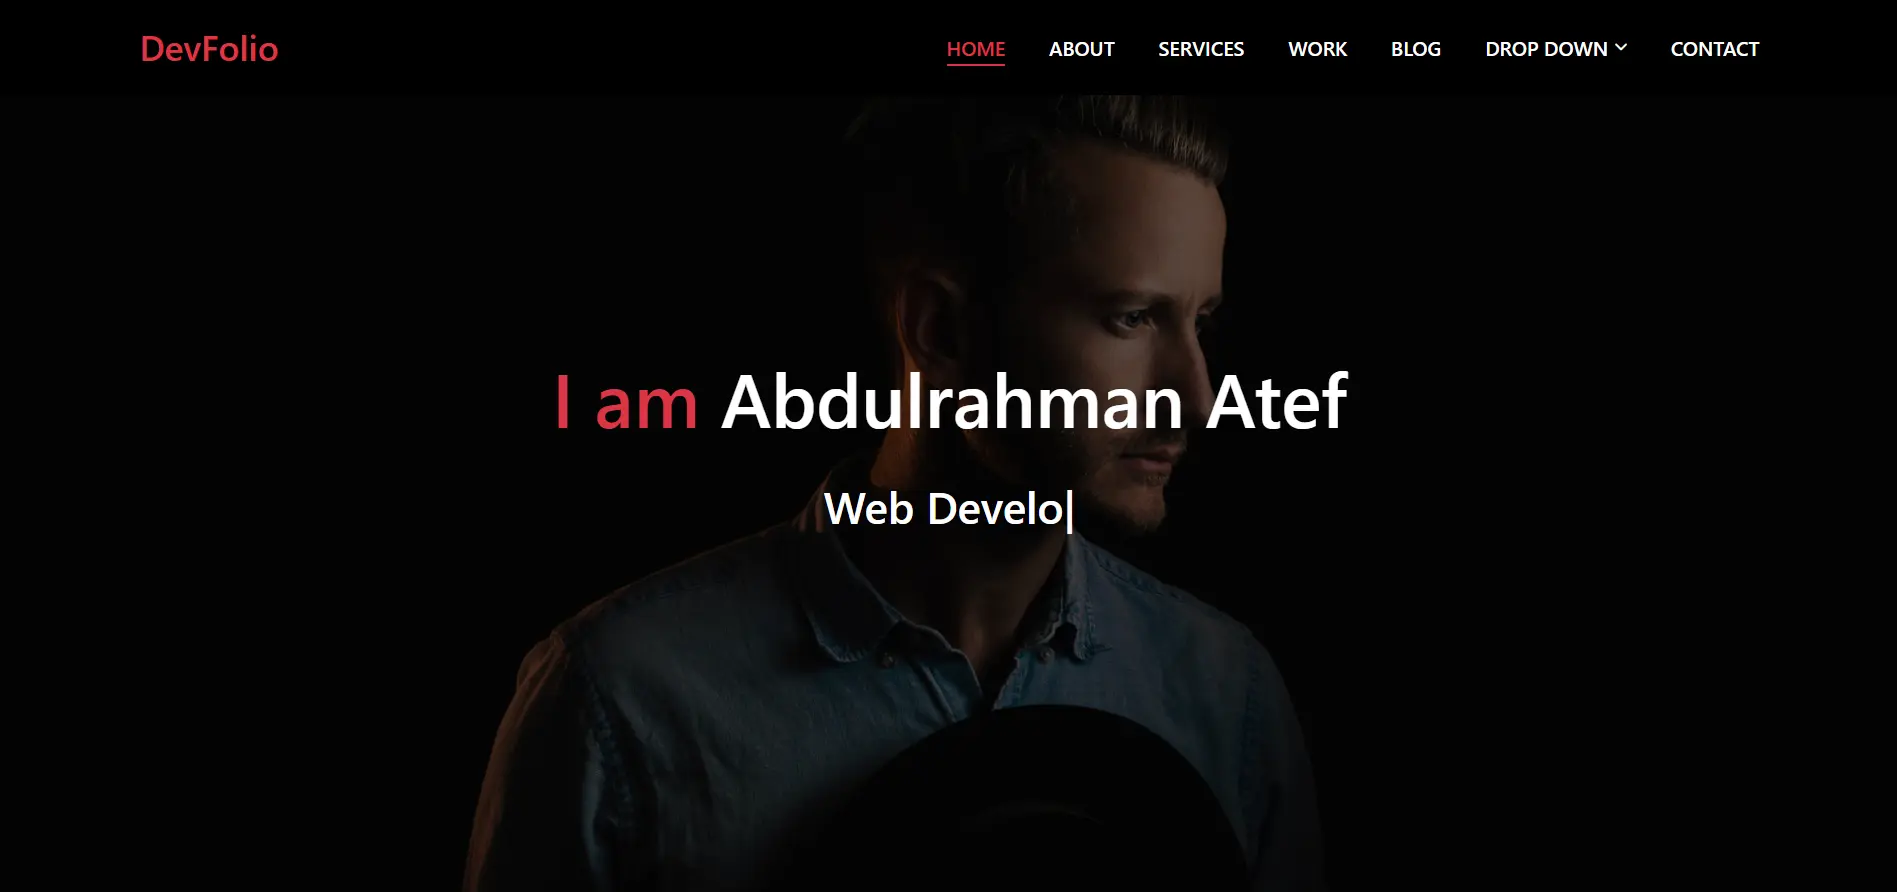 DevFolio
HOME ABOUT SERVICES WORK BLOG DROP DOWN CONTACT
I am Abdulrahman Atef
Web Develo|